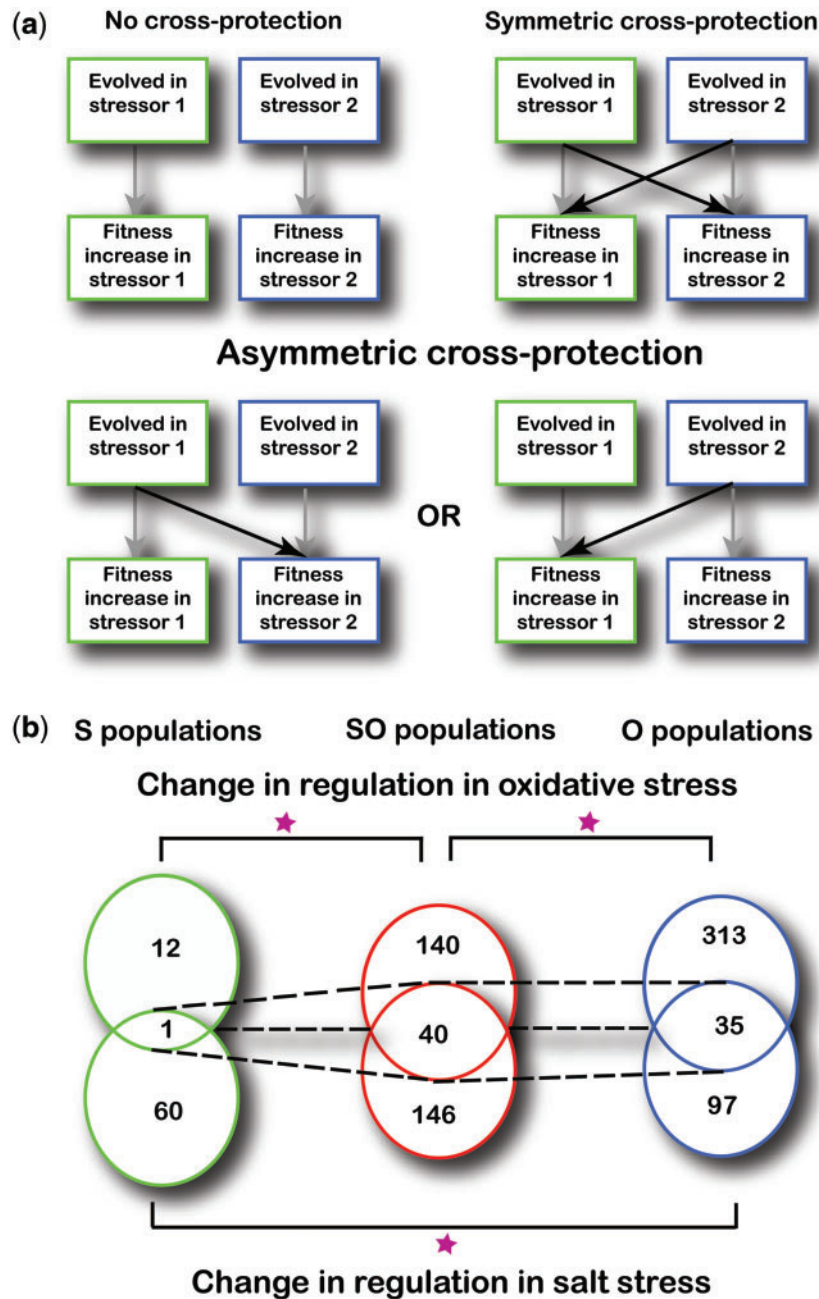 (a)
No cross-protection
Symmetric cross-protection
Evolved in
stressor 1
Evolved in
stressor 2
Evolved in
stressor 1
Evolved in
stressor 2
Fitness
increase in
stressor 1
Fitness
increase in
stressor 2
Fitness
increase in
stressor 1
Fitness
increase in
stressor 2
Asymmetric cross-protection
Evolved in
stressor 1
Evolved in
stressor 2
Evolved in
stressor 1
Evolved in
stressor 2
OR
Fitness
increase in
stressor 1
Fitness
increase in
stressor 2
Fitness
increase in
stressor 1
Fitness
increase in
stressor 2
(b)
S populations
SO populations
O populations
Change in regulation in oxidative stress
12
140
313
1
40
35
60
146
97
Change in regulation in salt stress